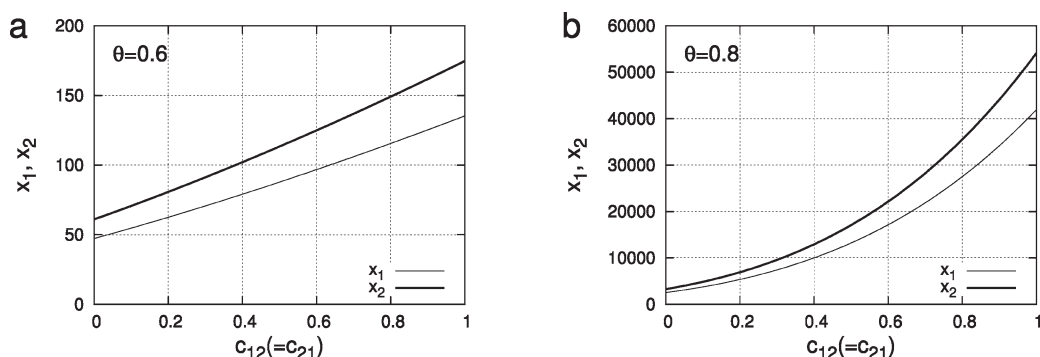 a
θ=0.6
200
150
100
50
0
x₁, x₂
x₁
x₂
0 0.2 0.4 0.6 0.8 1
c₁₂(=c₂₁)
b
θ=0.8
60000
50000
40000
30000
20000
10000
0
x₁, x₂
x₁
x₂
0 0.2 0.4 0.6 0.8 1
c₁₂(=c₂₁)